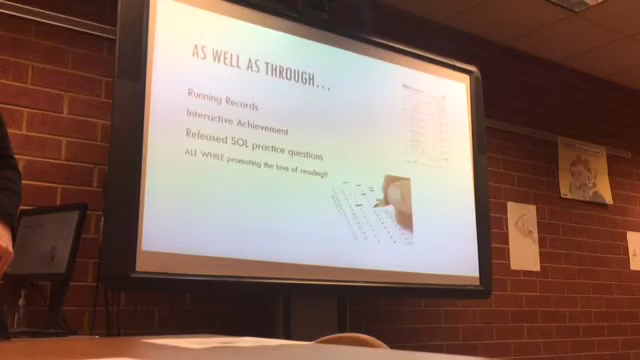 AS WELL AS THROUGH...
Running Records
Interactive Achievement
Released SOL practice questions
ALL WHILE promoting the love of reading!!